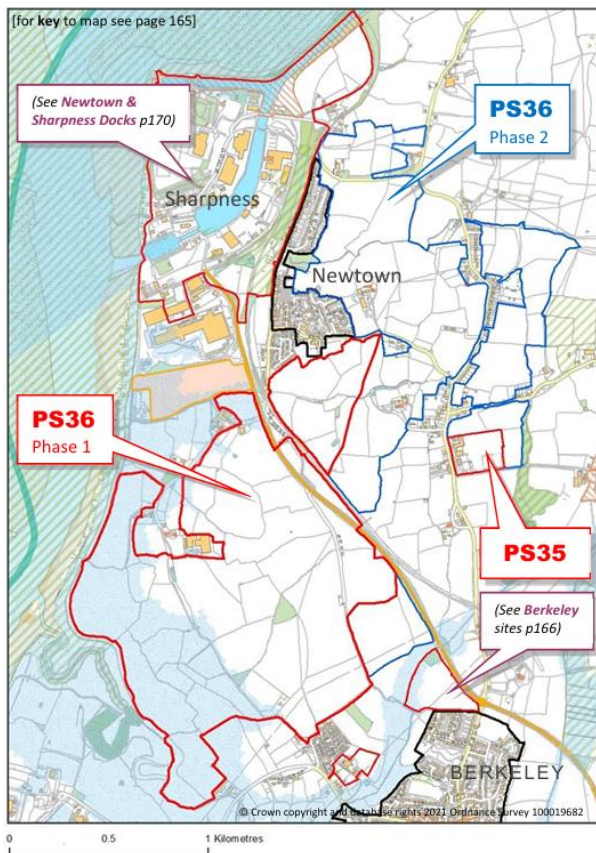 [for key to map see page 165]
(See Newtown &
Sharpness Docks p170)
PS36
Phase 2
Sharpness
Newtown
PS36
Phase 1
PS35
(See Berkeley
sites p166)
BERKELEY
© Crown copyright and database rights 2021 Ordnance Survey 100019682
0 0.5 1 Kilometres